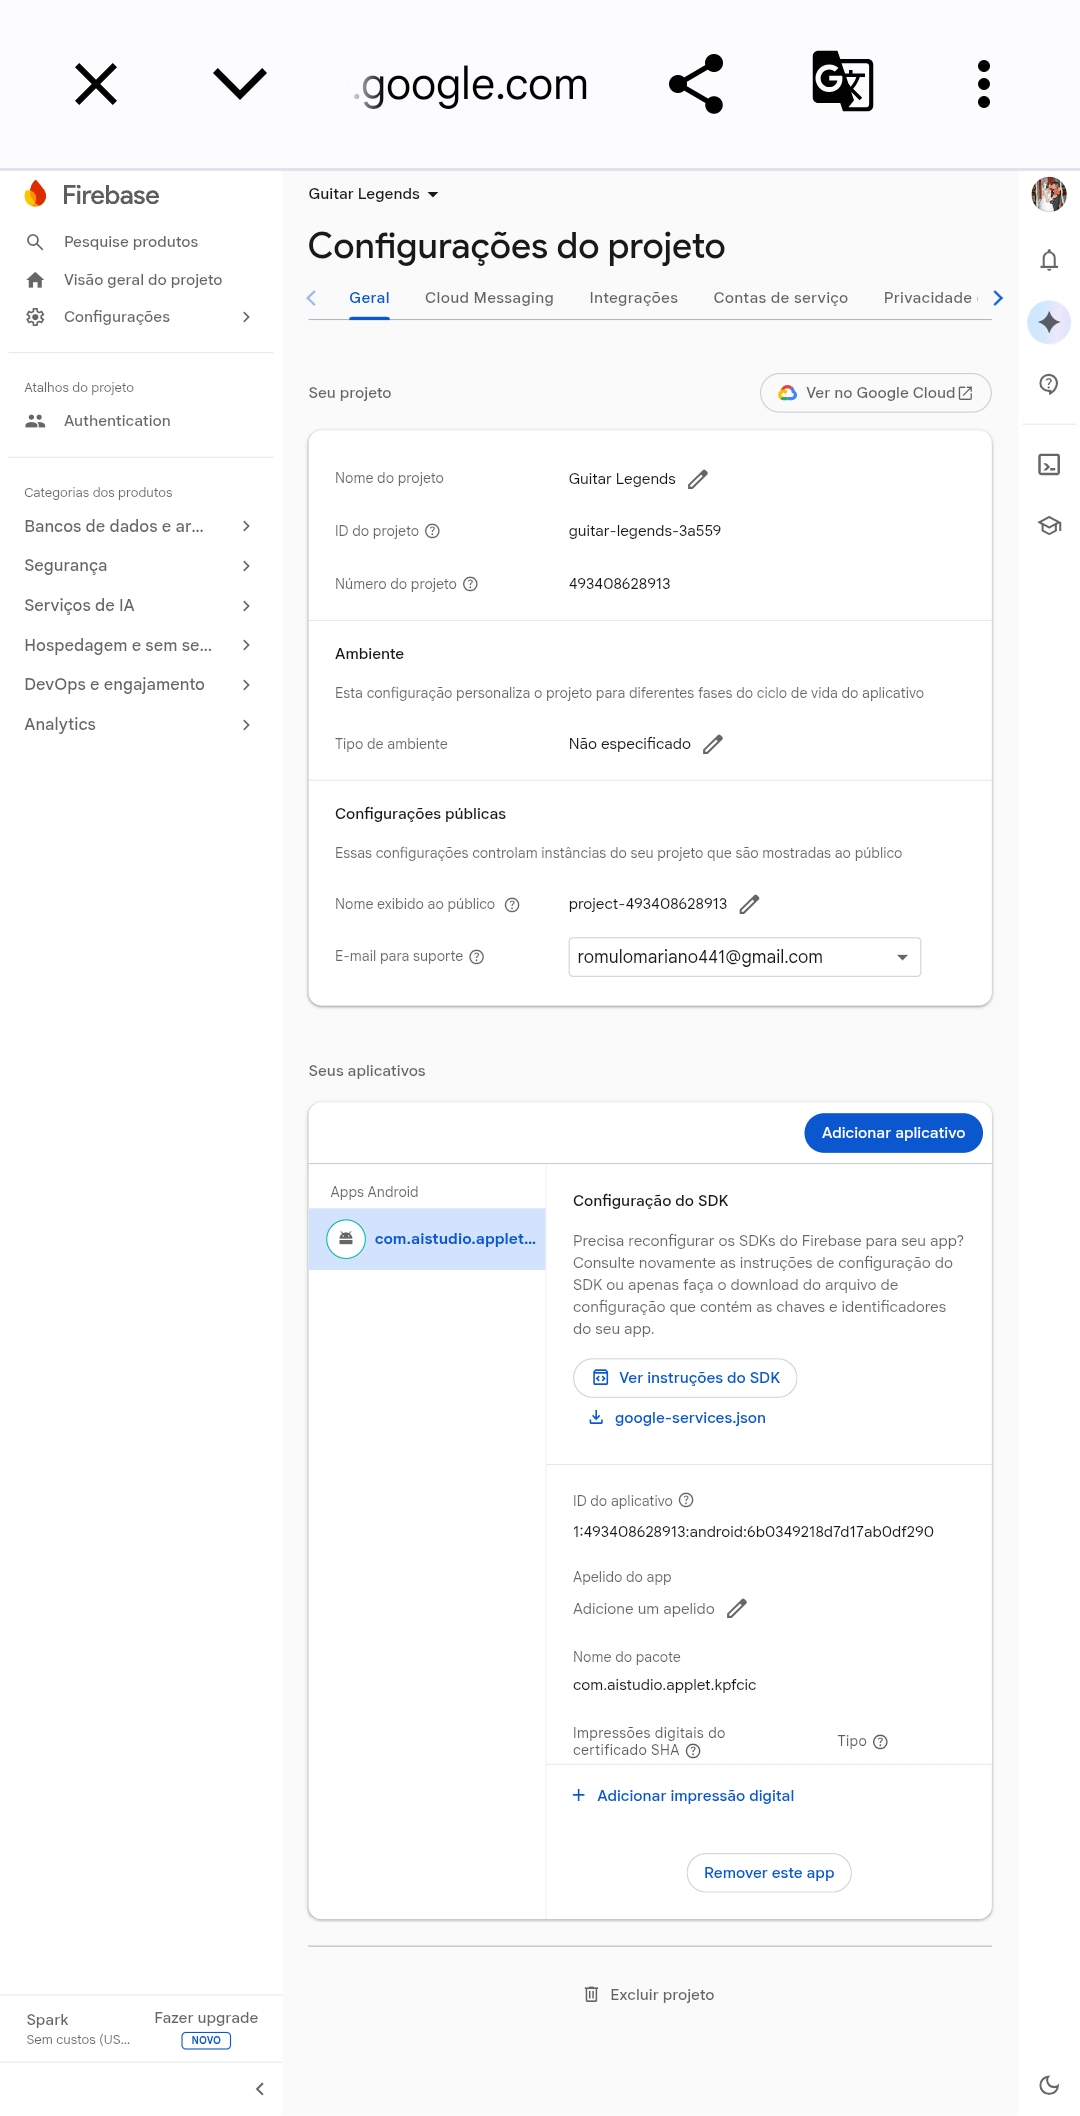 .google.com
Firebase
Pesquise produtos
Visão geral do projeto
Configurações
Atalhos do projeto
Authentication
Categorias dos produtos
Bancos de dados e ar...
Segurança
Serviços de IA
Hospedagem e sem se...
DevOps e engajamento
Analytics
Spark
Sem custos (US...
Fazer upgrade
NOVO
Guitar Legends
Configurações do projeto
Geral
Cloud Messaging
Integrações
Contas de serviço
Privacidade
Seu projeto
Ver no Google Cloud
Nome do projeto
Guitar Legends
ID do projeto
guitar-legends-3a559
Número do projeto
493408628913
Ambiente
Esta configuração personaliza o projeto para diferentes fases do ciclo de vida do aplicativo
Tipo de ambiente
Não especificado
Configurações públicas
Essas configurações controlam instâncias do seu projeto que são mostradas ao público
Nome exibido ao público
project-493408628913
E-mail para suporte
romulomariano441@gmail.com
Seus aplicativos
Adicionar aplicativo
Apps Android
com.aistudio.applet...
Configuração do SDK
Precisa reconfigurar os SDKs do Firebase para seu app?
Consulte novamente as instruções de configuração do
SDK ou apenas faça o download do arquivo de
configuração que contém as chaves e identificadores
do seu app.
Ver instruções do SDK
google-services.json
ID do aplicativo
1:493408628913:android:6b0349218d7d17ab0df290
Apelido do app
Adicione um apelido
Nome do pacote
com.aistudio.applet.kpfcic
Impressões digitais do
certificado SHA
Tipo
Adicionar impressão digital
Remover este app
Excluir projeto